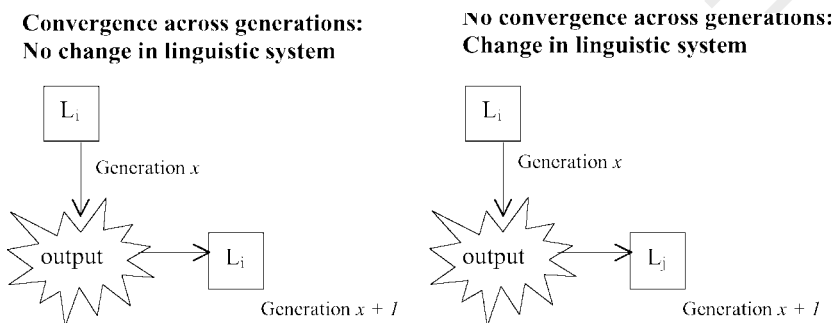 Convergence across generations:
No change in linguistic system
Lᵢ
Generation x
output
Lᵢ
Generation x + 1
No convergence across generations:
Change in linguistic system
Lᵢ
Generation x
output
Lⱼ
Generation x + 1